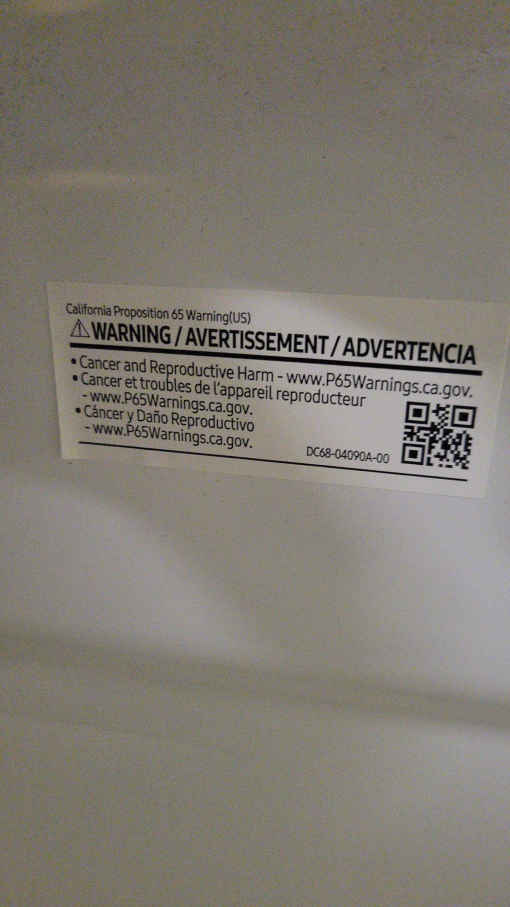 California Proposition 65 Warning(US)
⚠WARNING / AVERTISSEMENT / ADVERTENCIA
• Cancer and Reproductive Harm - www.P65Warnings.ca.gov.
• Cancer et troubles de l'appareil reproducteur
- www.P65Warnings.ca.gov.
• Cáncer y Daño Reproductivo
- www.P65Warnings.ca.gov.
DC68-04090A-00